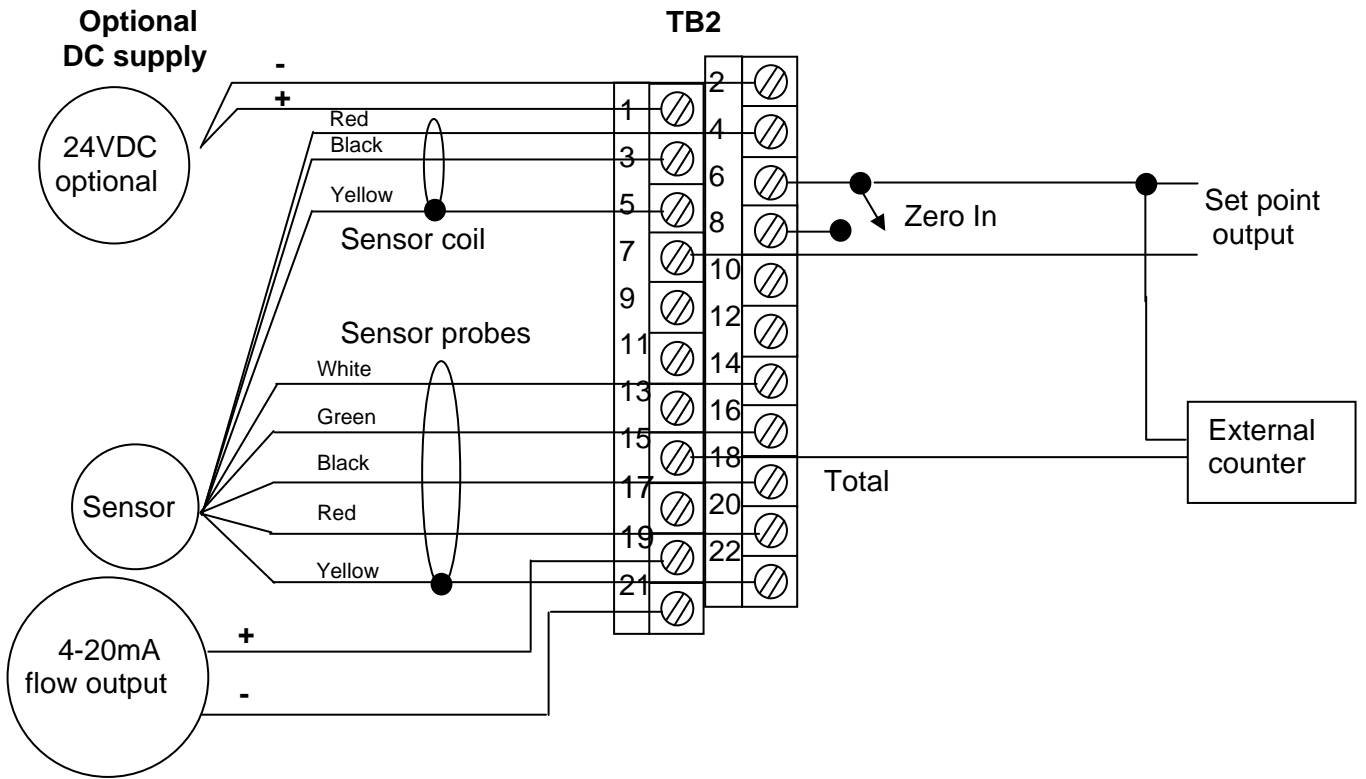 Optional
DC supply
TB2
-
+
24VDC
optional
Red
Black
Yellow
Sensor coil
Sensor probes
White
Green
Black
Red
Yellow
Sensor
4-20mA
flow output
+
-
1
3
5
7
9
11
13
15
17
19
21
2
4
6
8
10
12
14
16
18
20
22
Zero In
Set point
output
Total
External
counter